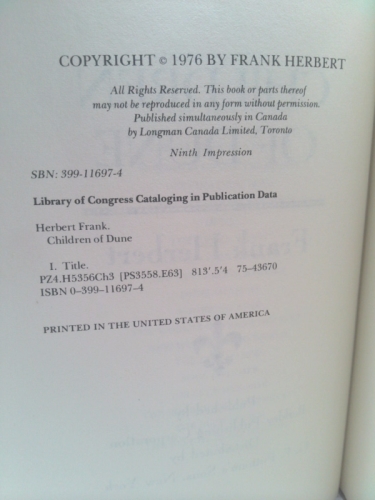 COPYRIGHT © 1976 BY FRANK HERBERT
All Rights Reserved. This book or parts thereof
may not be reproduced in any form without permission.
Published simultaneously in Canada
by Longman Canada Limited, Toronto
Ninth Impression
SBN: 399-11697-4
Library of Congress Cataloging in Publication Data
Herbert Frank.
Children of Dune
I. Title.
PZ4.H5356Ch3 [PS3558.E63] 813'.5'4 75-43670
ISBN 0-399-11697-4
PRINTED IN THE UNITED STATES OF AMERICA